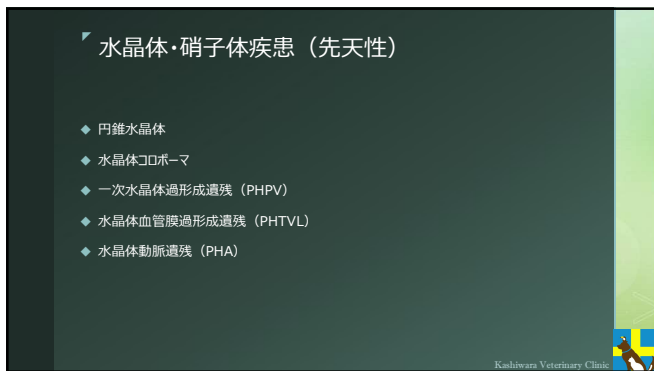 水晶体・硝子体疾患（先天性）
円錐水晶体
水晶体コロボーマ
一次水晶体過形成遺残（PHPV）
水晶体血管膜過形成遺残（PHTVL）
水晶体動脈遺残（PHA）
Kashiwara Veterinary Clinic